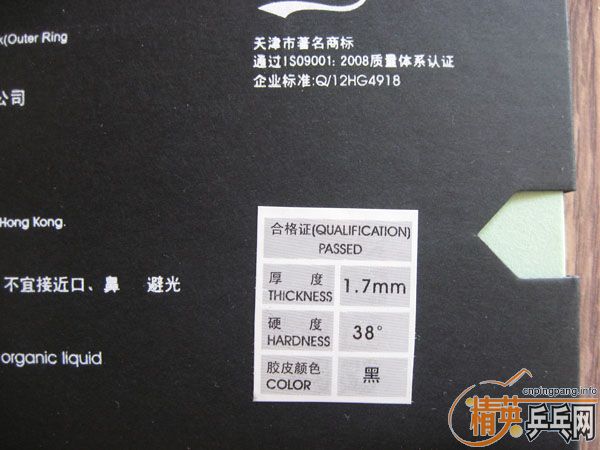 (Outer Ring
天津市著名商标
通过ISO9001: 2008质量体系认证
企业标准:Q/12HG4918
公司
Hong Kong.
合格证(QUALIFICATION)
PASSED
厚 度
THICKNESS
1.7mm
不宜接近口、鼻 避光
硬 度
HARDNESS
38°
organic liquid
胶皮颜色
COLOR
黑
cnpingpang.com
精英乒乓网